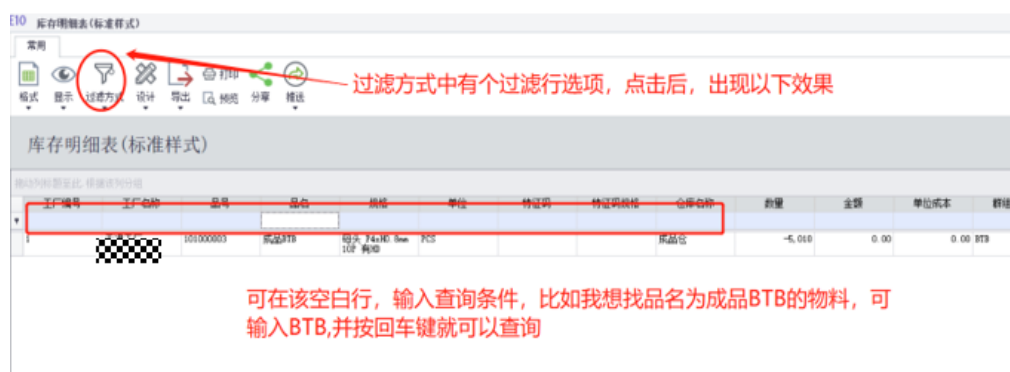 E10 库存明细表(标准样式)
常用
格式 显示 过滤方式 设计 导出 打印 预览 分享 推送
过滤方式中有个过滤行选项，点击后，出现以下效果
库存明细表(标准样式)
拖动列标题至此,根据该列分组
工厂编号 工厂名称 品号 品名 规格 单位 特征码 特征码规格 仓库名称 数量 金额 单位成本 群组
1 101000003 成品BTB PCS 成品仓 -5,010 0.00 0.00 BTB
可在该空白行，输入查询条件，比如我想找品名为成品BTB的物料，可
输入BTB,并按回车键就可以查询